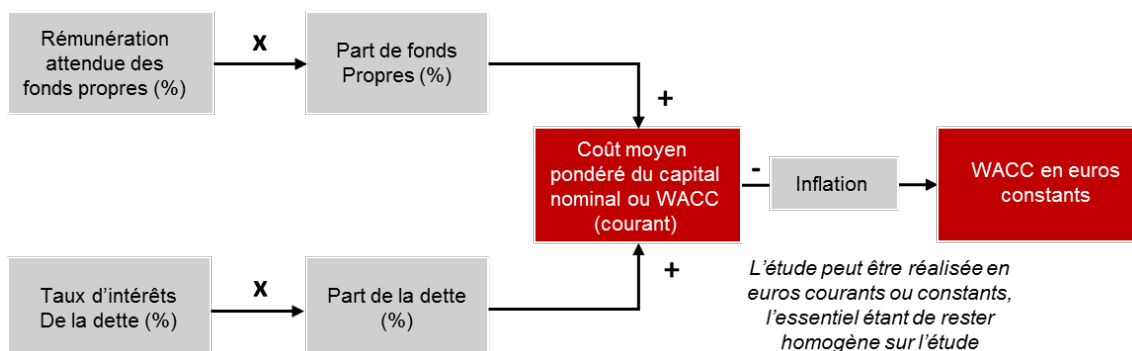 Rémunération
attendue des
fonds propres (%)
x
Part de fonds
Propres (%)
+
Coût moyen
pondéré du capital
nominal ou WACC
(courant)
-
Inflation
WACC en euros
constants
Taux d'intérêts
De la dette (%)
x
Part de la dette
(%)
+
L'étude peut être réalisée en
euros courants ou constants,
l'essentiel étant de rester
homogène sur l'étude